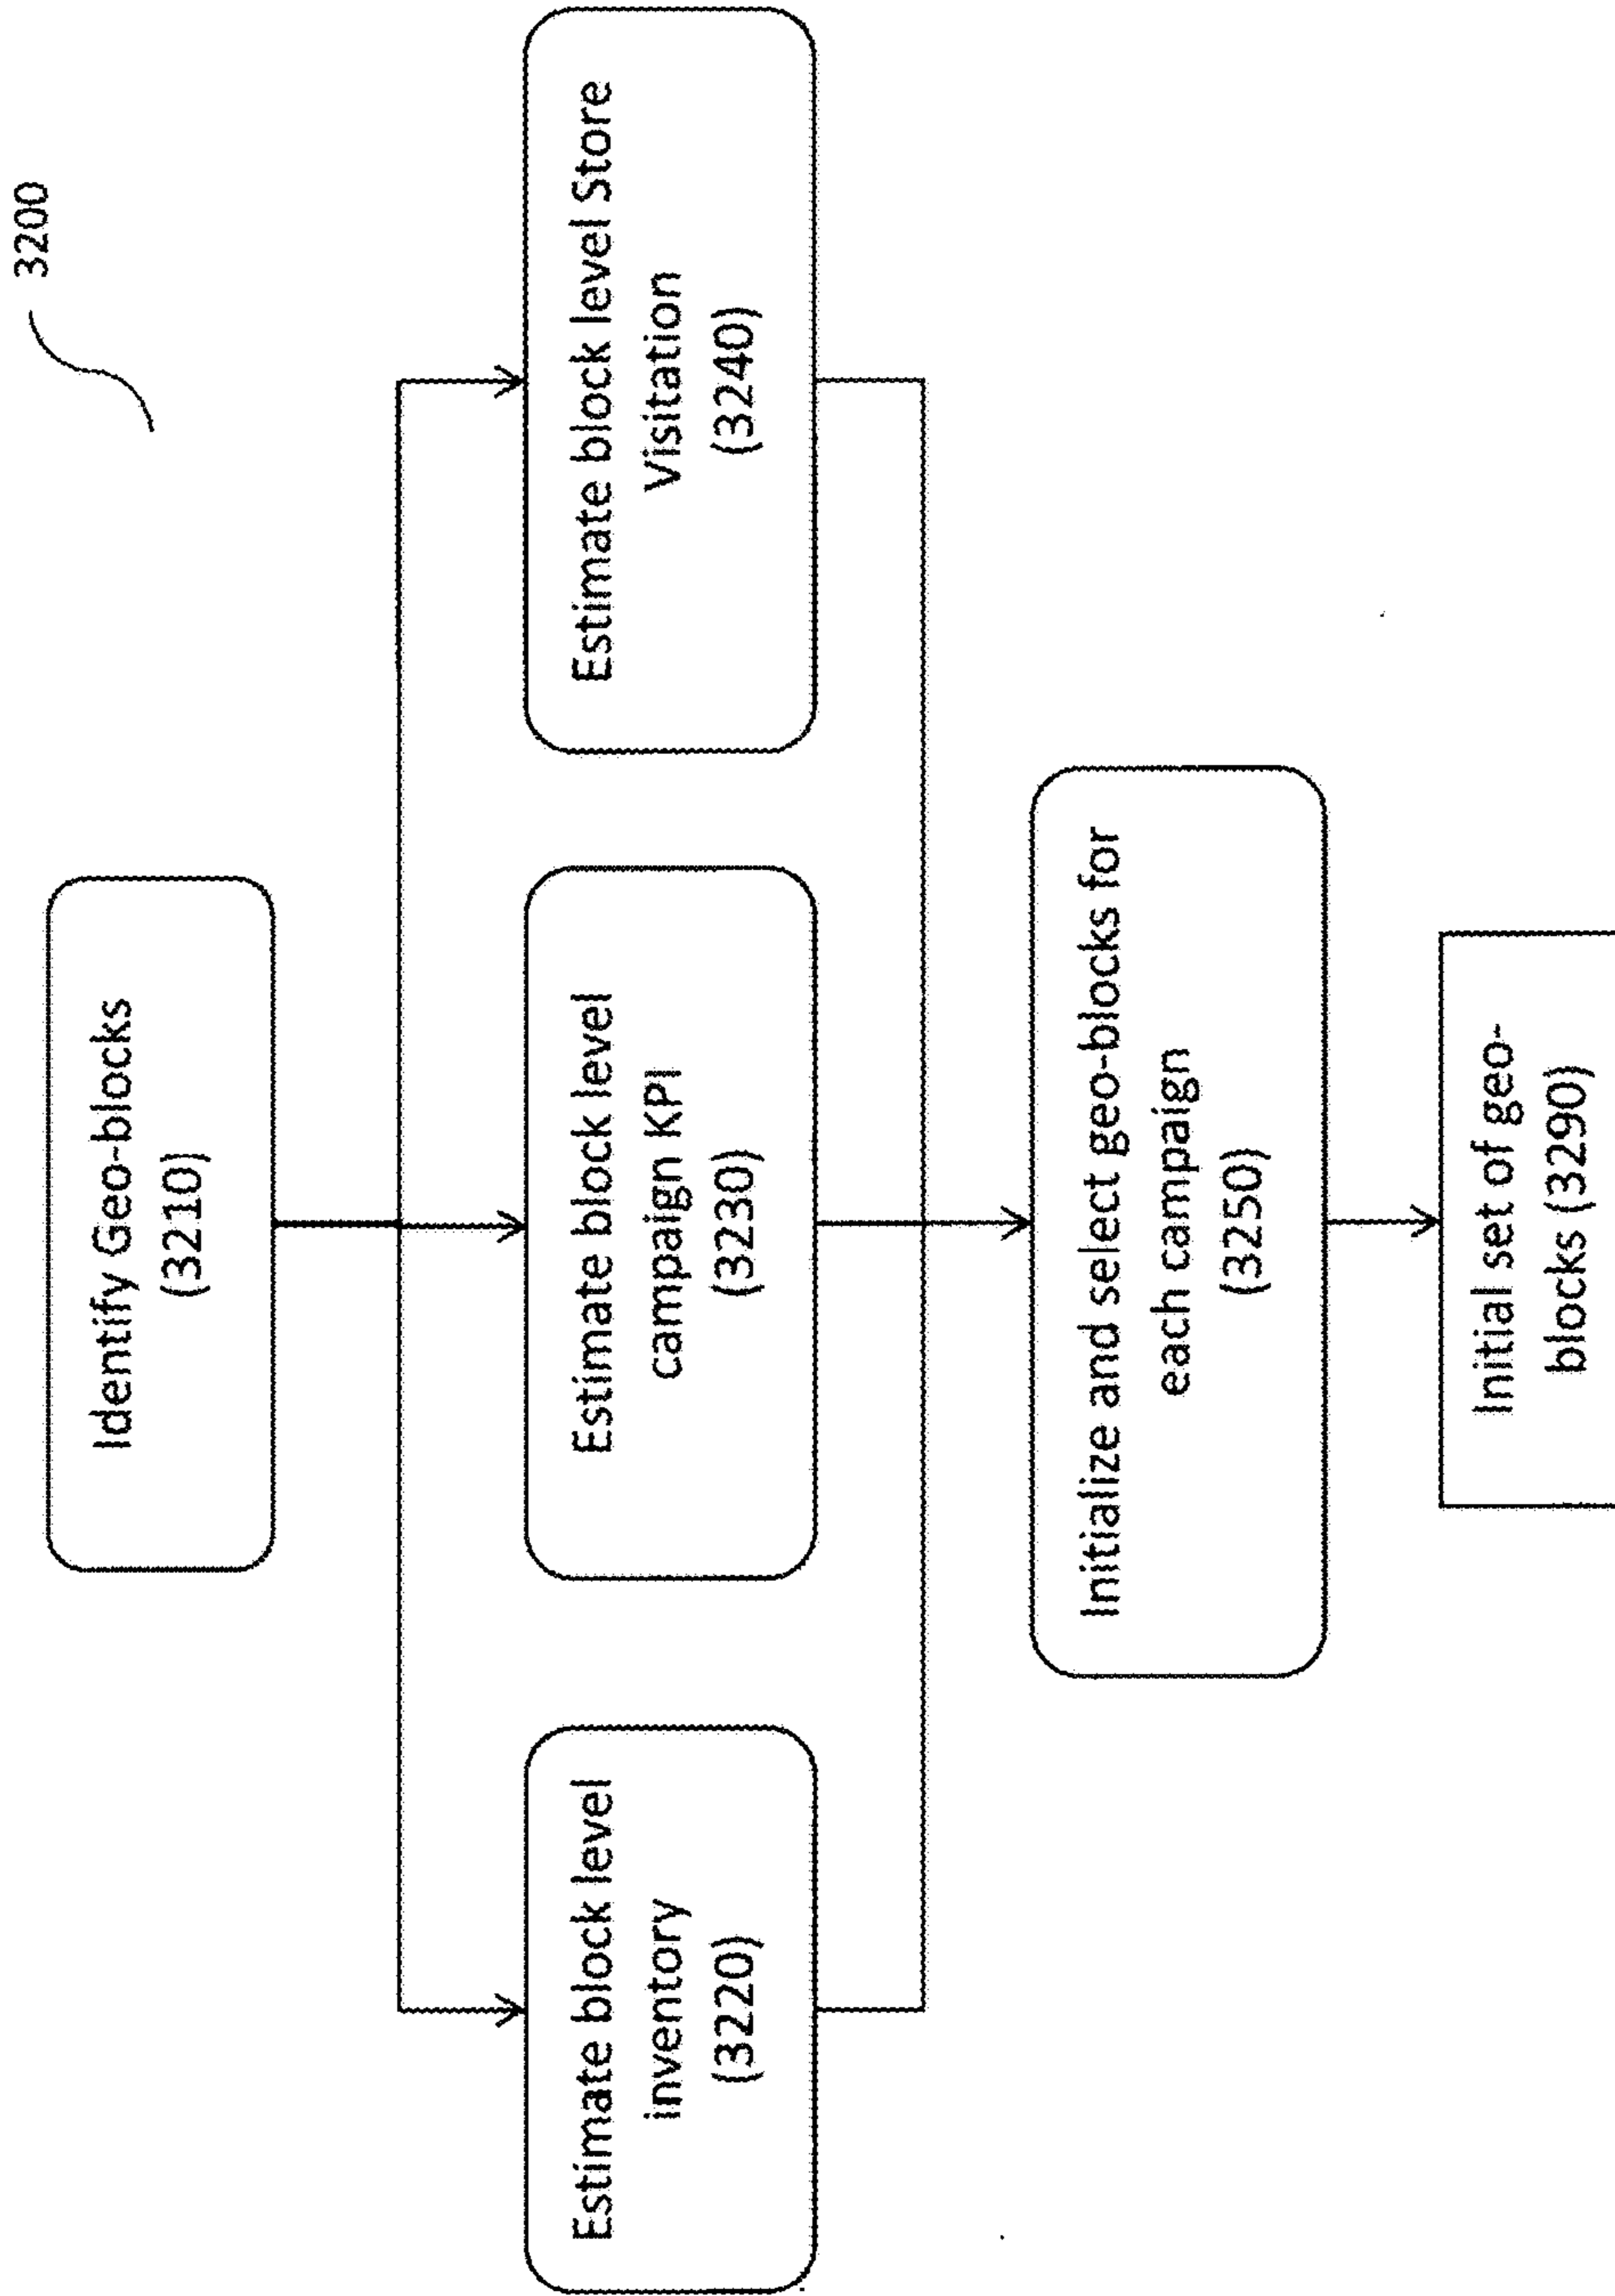 3200
Identify Geo-blocks
(3210)
Estimate block level
inventory
(3220)
Estimate block level
campaign KPI
(3230)
Estimate block level Store
Visitation
(3240)
Initialize and select geo-blocks for
each campaign
(3250)
Initial set of geo-
blocks (3290)